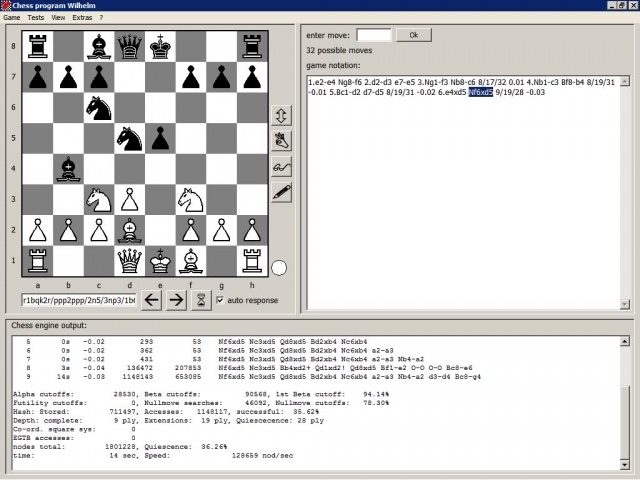 Chess program Wilhelm
Game Tests View Extras ?
enter move: Ok
32 possible moves
game notation:
1.e2-e4 Ng8-f6 2.d2-d3 e7-e5 3.Ng1-f3 Nb8-c6 8/17/32 0.01 4.Nb1-c3 Bf8-b4 8/19/31
-0.01 5.Bc1-d2 d7-d5 8/19/31 -0.02 6.e4xd5 Nf6xd5 9/19/28 -0.03
8
7
6
5
4
3
2
1
a b c d e f g h
r1bqk2r/ppp2ppp/2n5/3np3/1b1 auto response
Chess engine output:
5 0s -0.02 293 53 Nf6xd5 Nc3xd5 Qd8xd5 Bd2xb4 Nc6xb4
6 0s -0.02 362 53 Nf6xd5 Nc3xd5 Qd8xd5 Bd2xb4 Nc6xb4 a2-a3
7 0s -0.02 431 53 Nf6xd5 Nc3xd5 Qd8xd5 Bd2xb4 Nc6xb4 a2-a3 Nb4-a2
8 3s -0.04 136472 207853 Nf6xd5 Nc3xd5 Bb4xd2+ Qd1xd2! Qd8xd5 Bf1-e2 O-O O-O Bc8-e6
9 14s -0.03 1148143 653085 Nf6xd5 Nc3xd5 Qd8xd5 Bd2xb4 Nc6xb4 a2-a3 Nb4-a2 d3-d4 Bc8-g4
Alpha cutoffs: 28530, Beta cutoffs: 90568, 1st Beta cutoff: 94.14%
Futility cutoffs: 0, Nullmove searches: 46092, Nullmove cutoffs: 78.30%
Hash: Stored: 711497, Accesses: 1148117, successful: 35.62%
Depth: complete: 9 ply, Extensions: 19 ply, Quiescecence: 28 ply
Co-ord. square sys: 0
EGTB accesses: 0
nodes total: 1801228, Quiescence: 36.26%
time: 14 sec, Speed: 128659 nod/sec